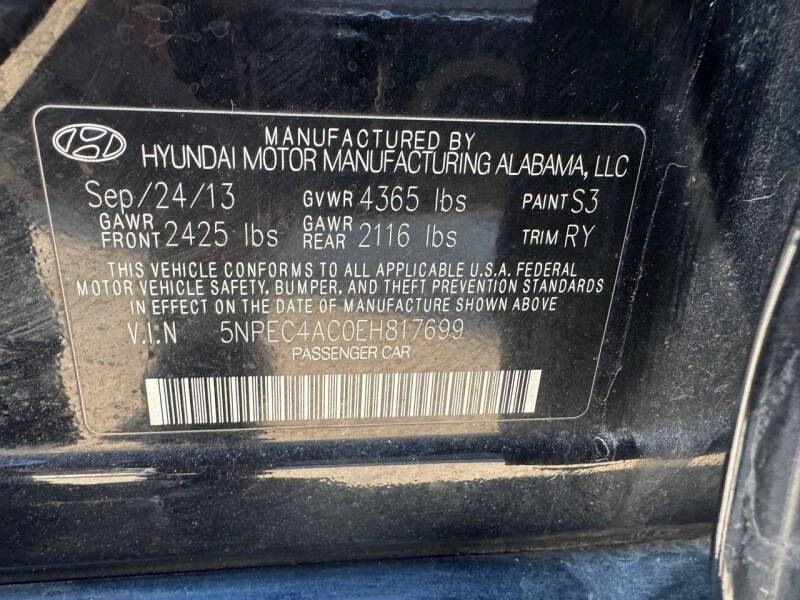 MANUFACTURED BY
HYUNDAI MOTOR MANUFACTURING ALABAMA, LLC
Sep/24/13 GVWR 4365 lbs PAINT S3
GAWR FRONT 2425 lbs GAWR REAR 2116 lbs TRIM RY
THIS VEHICLE CONFORMS TO ALL APPLICABLE U.S.A. FEDERAL
MOTOR VEHICLE SAFETY, BUMPER, AND THEFT PREVENTION STANDARDS
IN EFFECT ON THE DATE OF MANUFACTURE SHOWN ABOVE
V.I.N 5NPEC4AC0EH817699
PASSENGER CAR